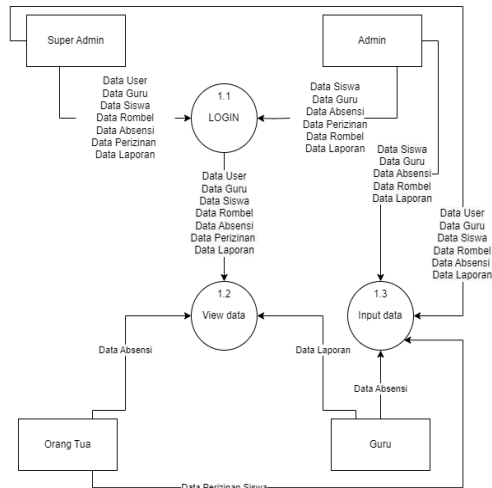 Super Admin
Admin
Data User
Data Guru
Data Siswa
Data Rombel
Data Absensi
Data Perizinan
Data Laporan
1.1
LOGIN
Data Siswa
Data Guru
Data Absensi
Data Perizinan
Data Rombel
Data Laporan
Data Siswa
Data Guru
Data Absensi
Data Rombel
Data Laporan
Data User
Data Guru
Data Siswa
Data Rombel
Data Absensi
Data Perizinan
Data Laporan
Data User
Data Guru
Data Siswa
Data Rombel
Data Absensi
Data Laporan
1.2
View data
1.3
Input data
Data Absensi
Data Laporan
Data Absensi
Orang Tua
Guru
Data Perizinan Siswa